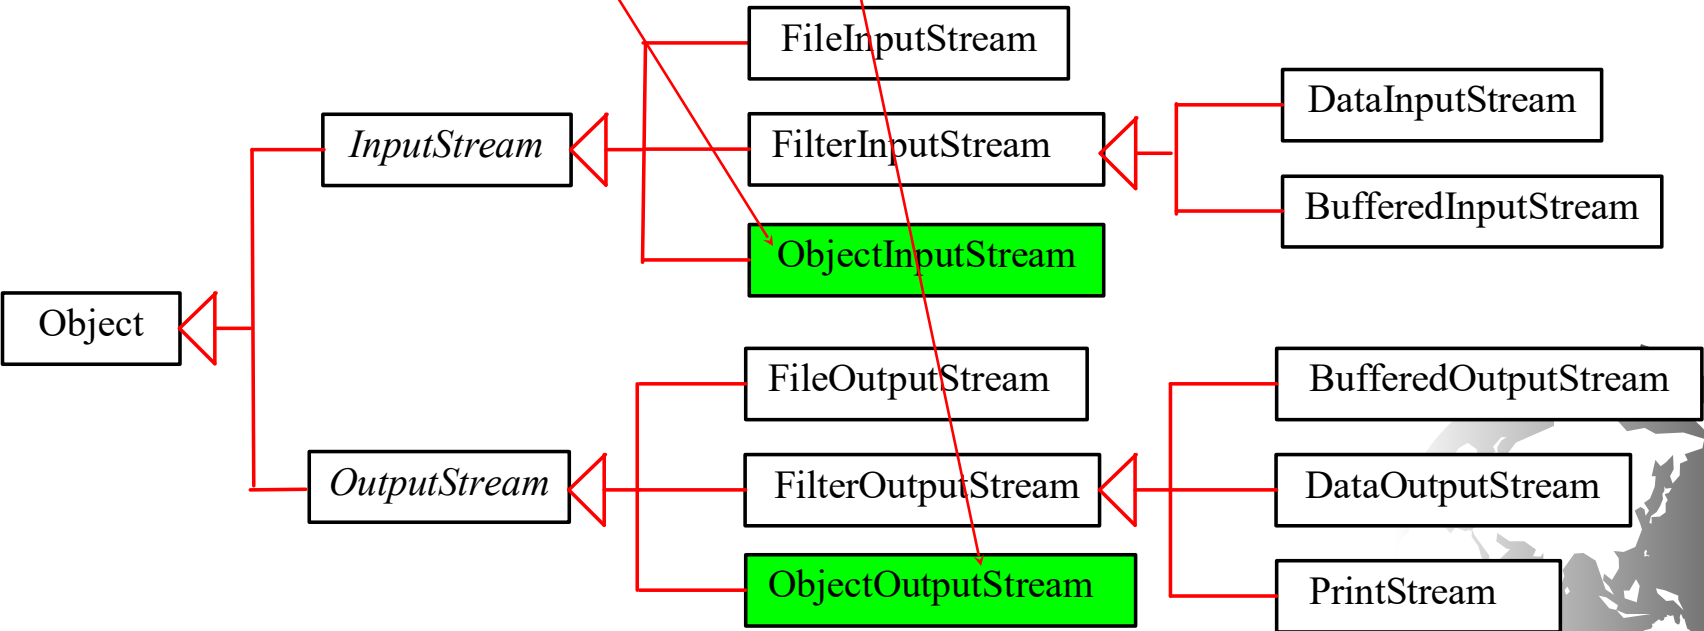 FileInputStream
DataInputStream
InputStream
FilterInputStream
BufferedInputStream
ObjectInputStream
Object
FileOutputStream
BufferedOutputStream
OutputStream
FilterOutputStream
DataOutputStream
ObjectOutputStream
PrintStream